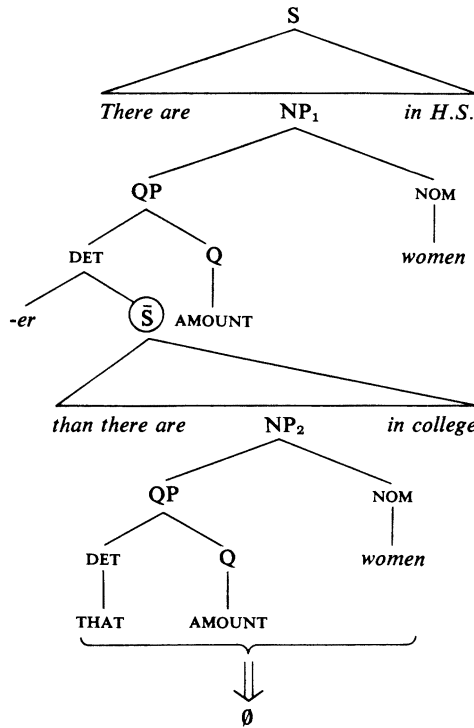 S
There are NP₁ in H.S.
QP NOM
DET Q women
-er S̄ AMOUNT
than there are NP₂ in college
QP NOM
DET Q women
THAT AMOUNT
∅